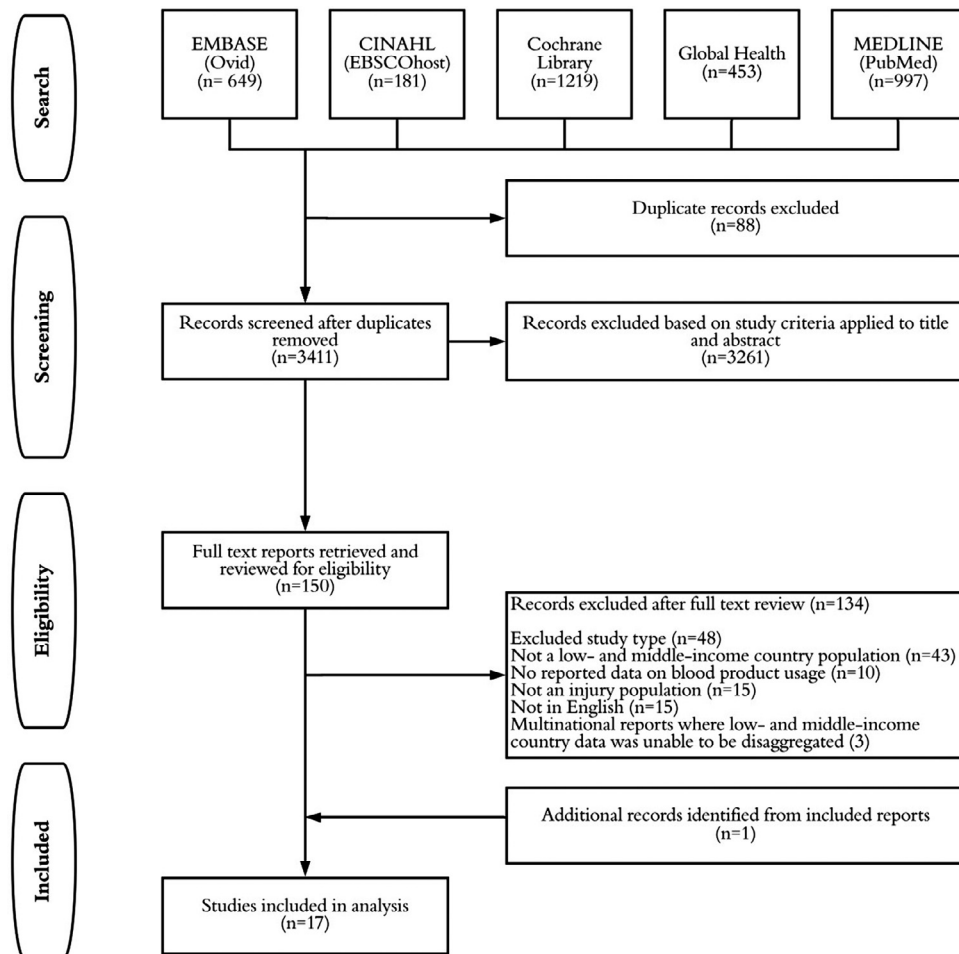 Search
EMBASE
(Ovid)
(n= 649)
CINAHL
(EBSCOhost)
(n=181)
Cochrane
Library
(n=1219)
Global Health
(n=453)
MEDLINE
(PubMed)
(n=997)
Duplicate records excluded
(n=88)
Screening
Records screened after duplicates
removed
(n=3411)
Records excluded based on study criteria applied to title
and abstract
(n=3261)
Eligibility
Full text reports retrieved and
reviewed for eligibility
(n=150)
Records excluded after full text review (n=134)
Excluded study type (n=48)
Not a low- and middle-income country population (n=43)
No reported data on blood product usage (n=10)
Not an injury population (n=15)
Not in English (n=15)
Multinational reports where low- and middle-income
country data was unable to be disaggregated (3)
Included
Additional records identified from included reports
(n=1)
Studies included in analysis
(n=17)